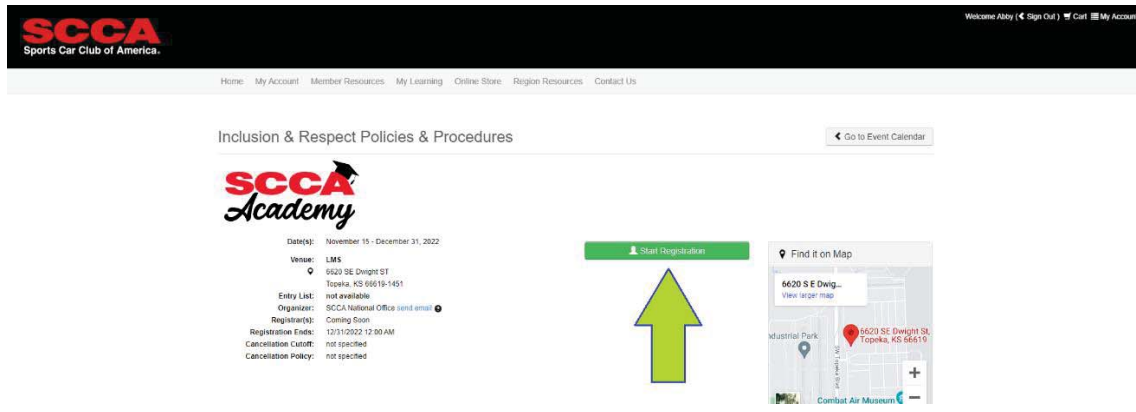 Welcome Abby ( Sign Out ) Cart My Account
SCCA
Sports Car Club of America.
Home My Account Member Resources My Learning Online Store Region Resources Contact Us
Inclusion & Respect Policies & Procedures
Go to Event Calendar
SCCA
Academy
Date(s): November 15 - December 31, 2022
Venue: LMS
6620 SE Dwight ST
Topeka, KS 66619-1451
Entry List: not available
Organizer: SCCA National Office send email
Registrar(s): Coming Soon
Registration Ends: 12/31/2022 12:00 AM
Cancellation Cutoff: not specified
Cancellation Policy: not specified
Start Registration
Find it on Map
6620 S E Dwig...
View larger map
6620 SE Dwight St,
Topeka, KS 66619
ndustrial Park
SW Topeka Blvd
+
Combat Air Museum
−